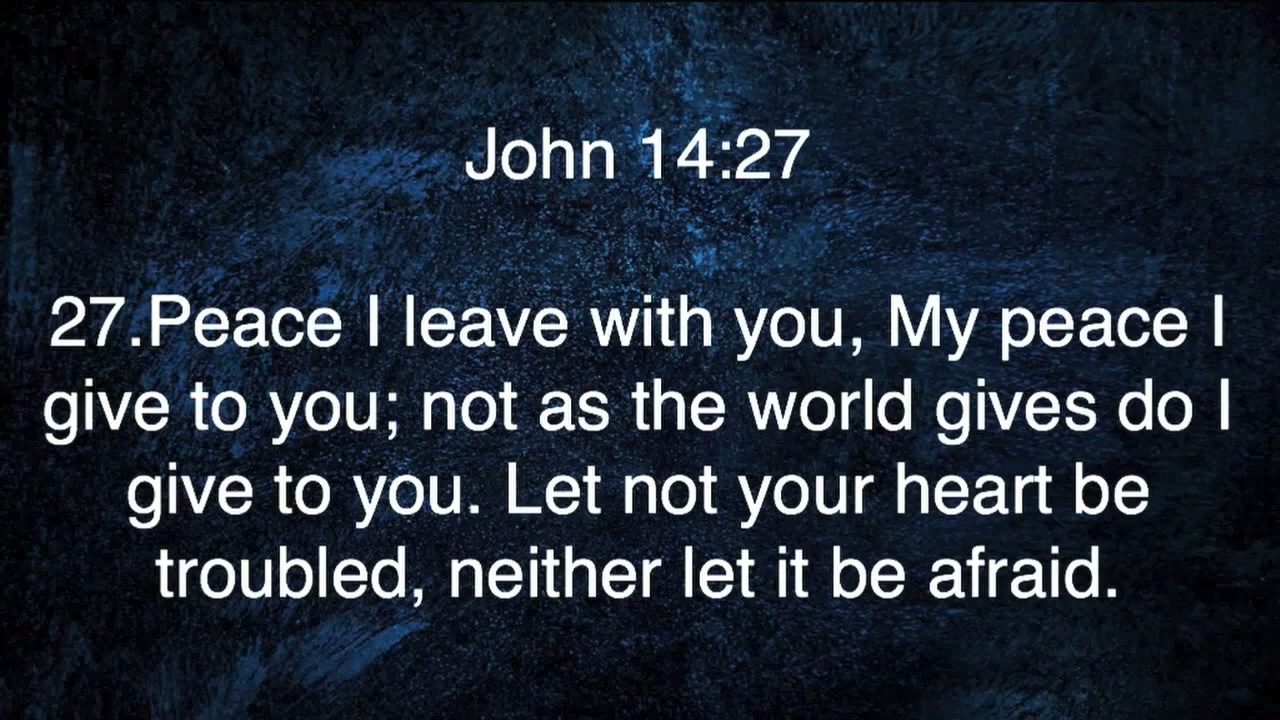 John 14:27
27.Peace I leave with you, My peace I
give to you; not as the world gives do I
give to you. Let not your heart be
troubled, neither let it be afraid.